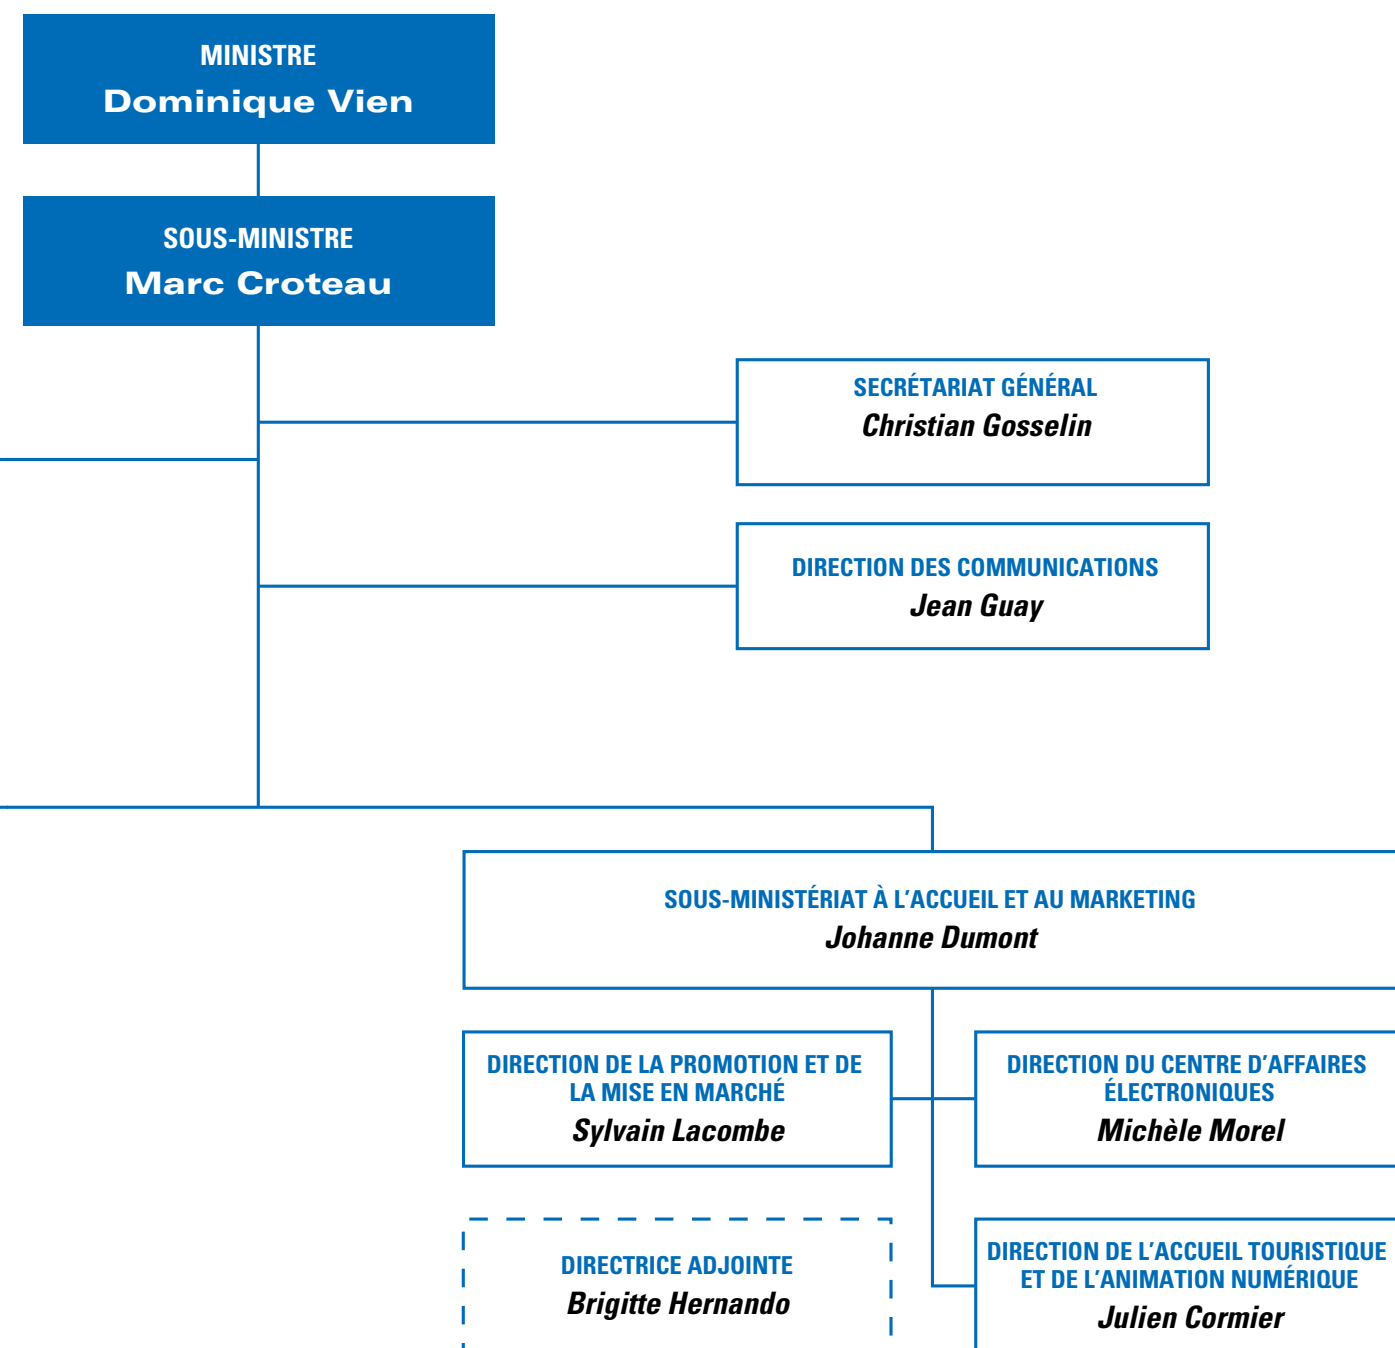 MINISTRE
Dominique Vien
SOUS-MINISTRE
Marc Croteau
SECRÉTARIAT GÉNÉRAL
Christian Gosselin
DIRECTION DES COMMUNICATIONS
Jean Guay
SOUS-MINISTÉRIAT À L’ACCUEIL ET AU MARKETING
Johanne Dumont
DIRECTION DE LA PROMOTION ET DE
LA MISE EN MARCHÉ
Sylvain Lacombe
DIRECTION DU CENTRE D’AFFAIRES
ÉLECTRONIQUES
Michèle Morel
DIRECTRICE ADJOINTE
Brigitte Hernando
DIRECTION DE L’ACCUEIL TOURISTIQUE
ET DE L’ANIMATION NUMÉRIQUE
Julien Cormier